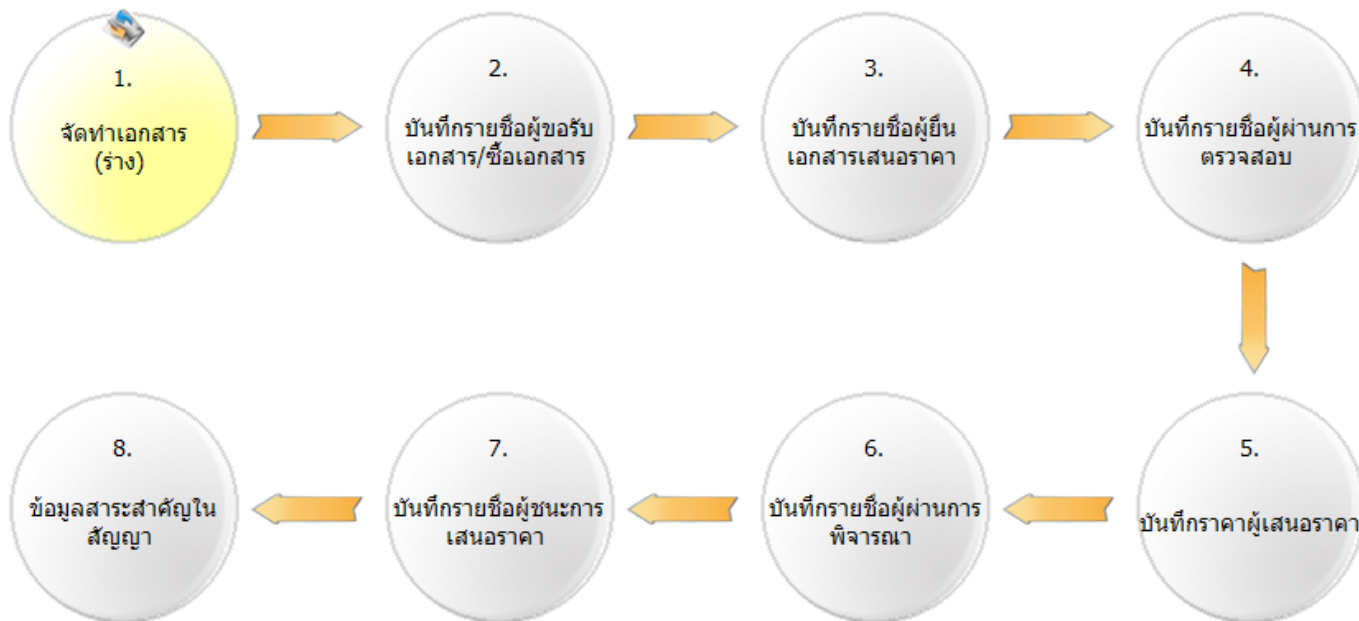 1.
จัดทำเอกสาร
(ร่าง)
2.
บันทึกรายชื่อผู้ขอรับ
เอกสาร/ซื้อเอกสาร
3.
บันทึกรายชื่อผู้ยื่น
เอกสารเสนอราคา
4.
บันทึกรายชื่อผู้ผ่านการ
ตรวจสอบ
5.
บันทึกราคาผู้เสนอราคา
6.
บันทึกรายชื่อผู้ผ่านการ
พิจารณา
7.
บันทึกรายชื่อผู้ชนะการ
เสนอราคา
8.
ข้อมูลสาระสำคัญใน
สัญญา